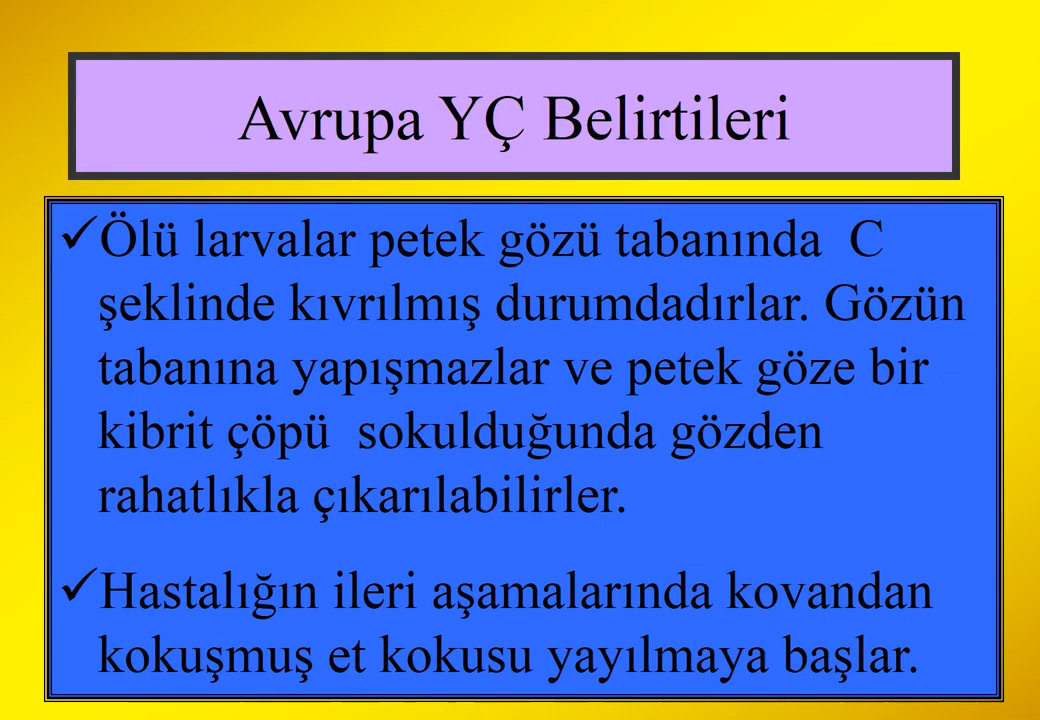 Avrupa YÇ Belirtileri
✓Ölü larvalar petek gözü tabanında  C
şeklinde kıvrılmış durumdadırlar. Gözün
tabanına yapışmazlar ve petek göze bir
kibrit çöpü  sokulduğunda gözden
rahatlıkla çıkarılabilirler.
✓Hastalığın ileri aşamalarında kovandan
kokuşmuş et kokusu yayılmaya başlar.